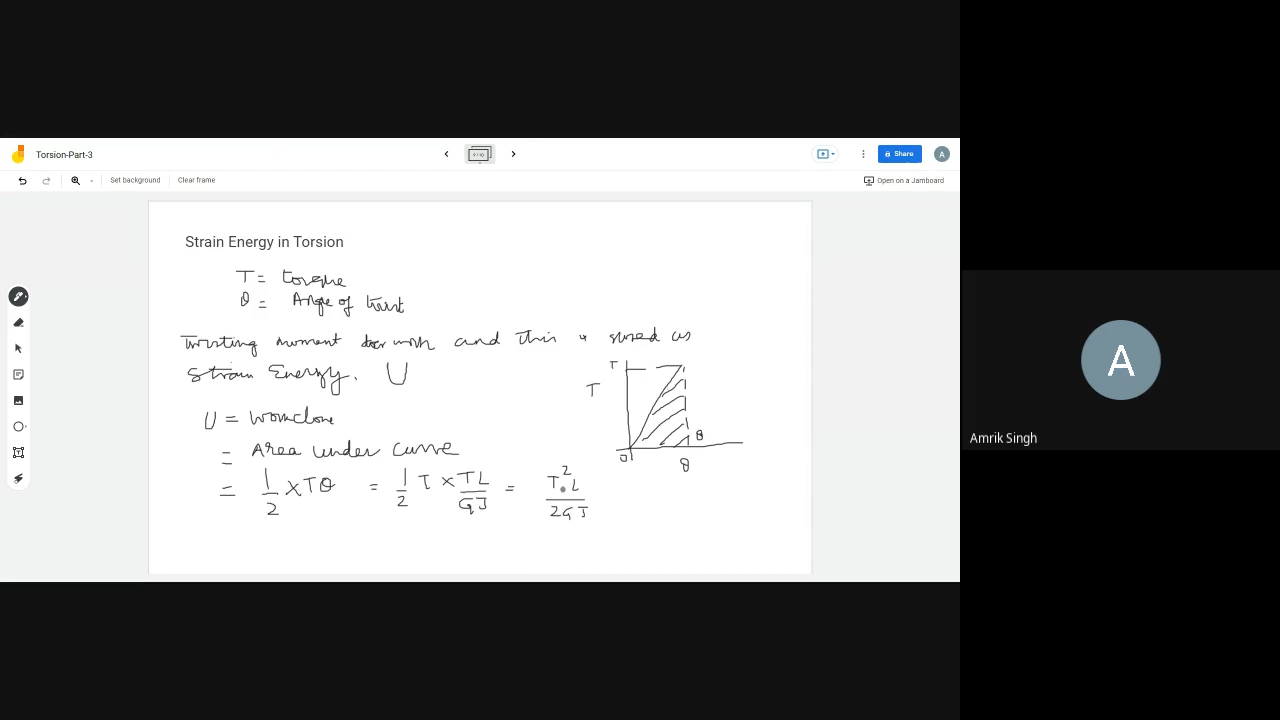 Torsion-Part-3
Share
A
Set background
Clear frame
Open on a Jamboard
Strain Energy in Torsion
T = torque
θ = Angle of twist
Twisting moment work and this is stored as
Strain Energy. U
T
T
θ
0
θ
U = Workdone
= Area under curve
= 1/2 × Tθ = 1/2 T × TL/GJ = T²L/2GJ
A
Amrik Singh